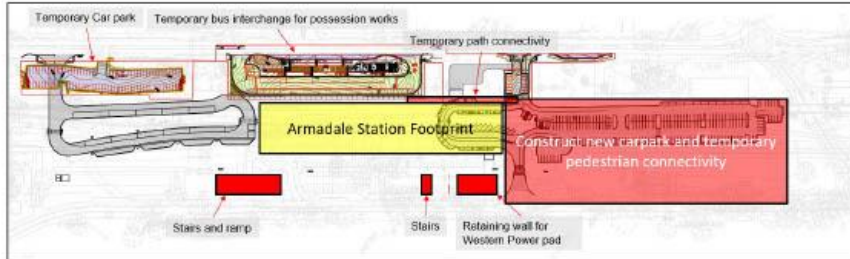 Temporary Car park
Temporary bus interchange for possession works
Temporary path connectivity
Armadale Station Footprint
Construct new carpark and temporary
pedestrian connectivity
Stairs and ramp
Stairs
Retaining wall for
Western Power pad